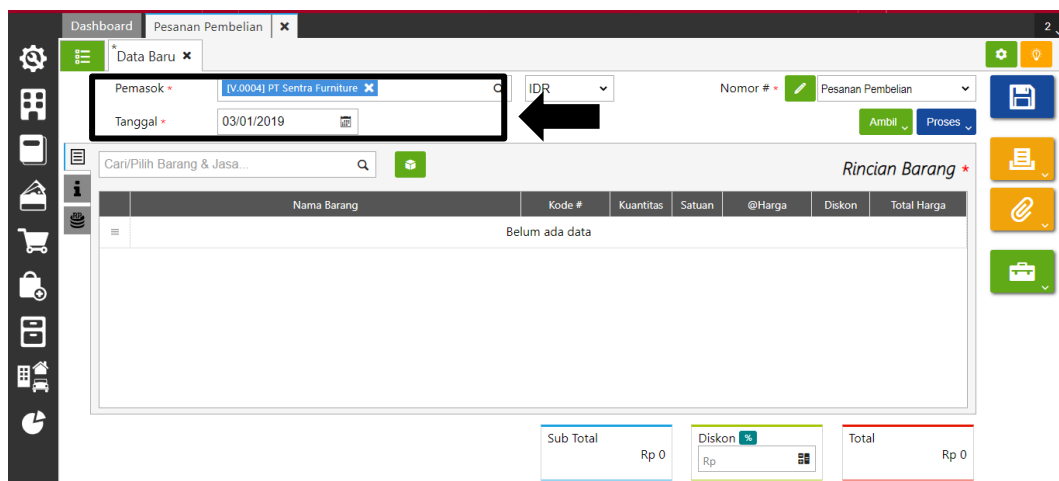 Dashboard Pesanan Pembelian 2
*Data Baru
Pemasok * [V.0004] PT Sentra Furniture IDR Nomor # * Pesanan Pembelian
Tanggal * 03/01/2019 Ambil Proses
Cari/Pilih Barang & Jasa... Rincian Barang *
Nama Barang Kode # Kuantitas Satuan @Harga Diskon Total Harga
Belum ada data
Sub Total Diskon % Total
Rp 0 Rp Rp 0